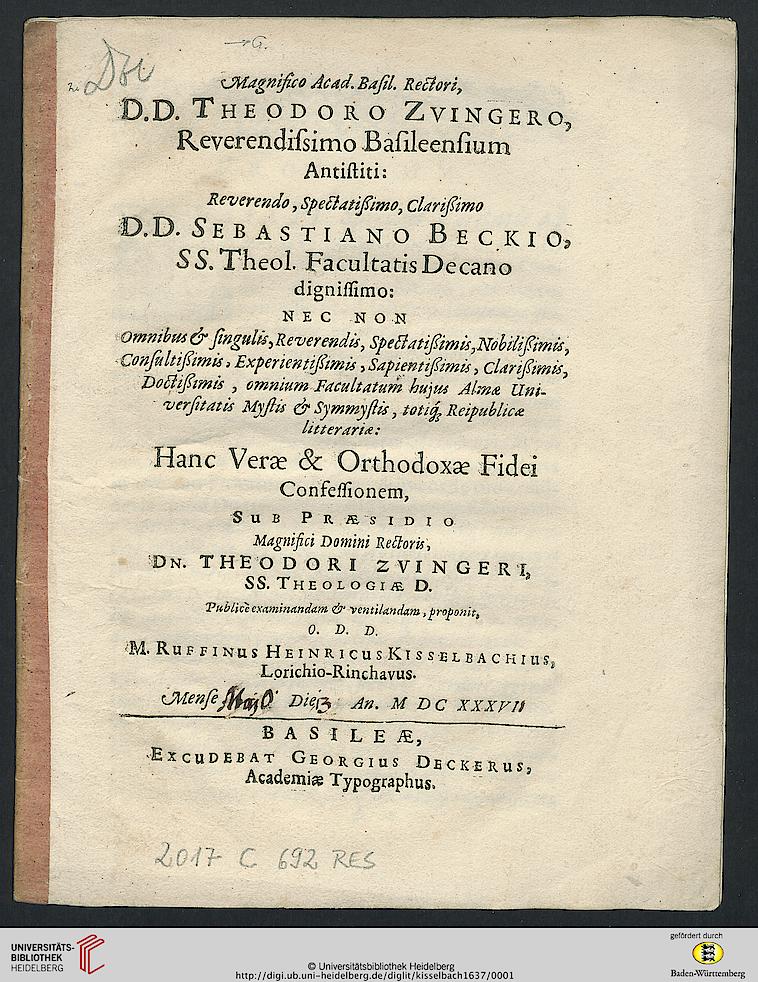 →G.
Magnifico Acad. Baſil. Rectori,
D.D. THEODORO ZVINGERO,
Reverendiſsimo Baſileenſium
Antiſtiti:
Reverendo, Spectatißimo, Clarißimo
D.D. SEBASTIANO BECKIO,
SS. Theol. Facultatis Decano
digniſſimo:
NEC NON
Omnibus & ſingulis, Reverendis, Spectatißimis, Nobilißimis,
Conſultißimis, Experientißimis, Sapientißimis, Clarißimis,
Doctißimis, omnium Facultatum hujus Almæ Uni-
verſitatis Myſtis & Symmyſtis, totiq́ꝫ Reipublicæ
litterariæ:
Hanc Veræ & Orthodoxæ Fidei
Confeſſionem,
SUB PRÆSIDIO
Magnifici Domini Rectoris,
DN. THEODORI ZVINGERI,
SS. THEOLOGIÆ D.
Publicè examinandam & ventilandam, proponit,
O. D. D.
M. RUFFINUS HEINRICUS KISSELBACHIUS,
Lorichio-Rinchavus.
Menſe Majo Die 13 An. M DC XXXVII
BASILEÆ,
EXCUDEBAT GEORGIUS DECKERUS,
Academiæ Typographus.
2017 C 692 RES
UNIVERSITÄTS-
BIBLIOTHEK
HEIDELBERG
© Universitätsbibliothek Heidelberg
http://digi.ub.uni-heidelberg.de/diglit/kisselbach1637/0001
gefördert durch
Baden-Württemberg